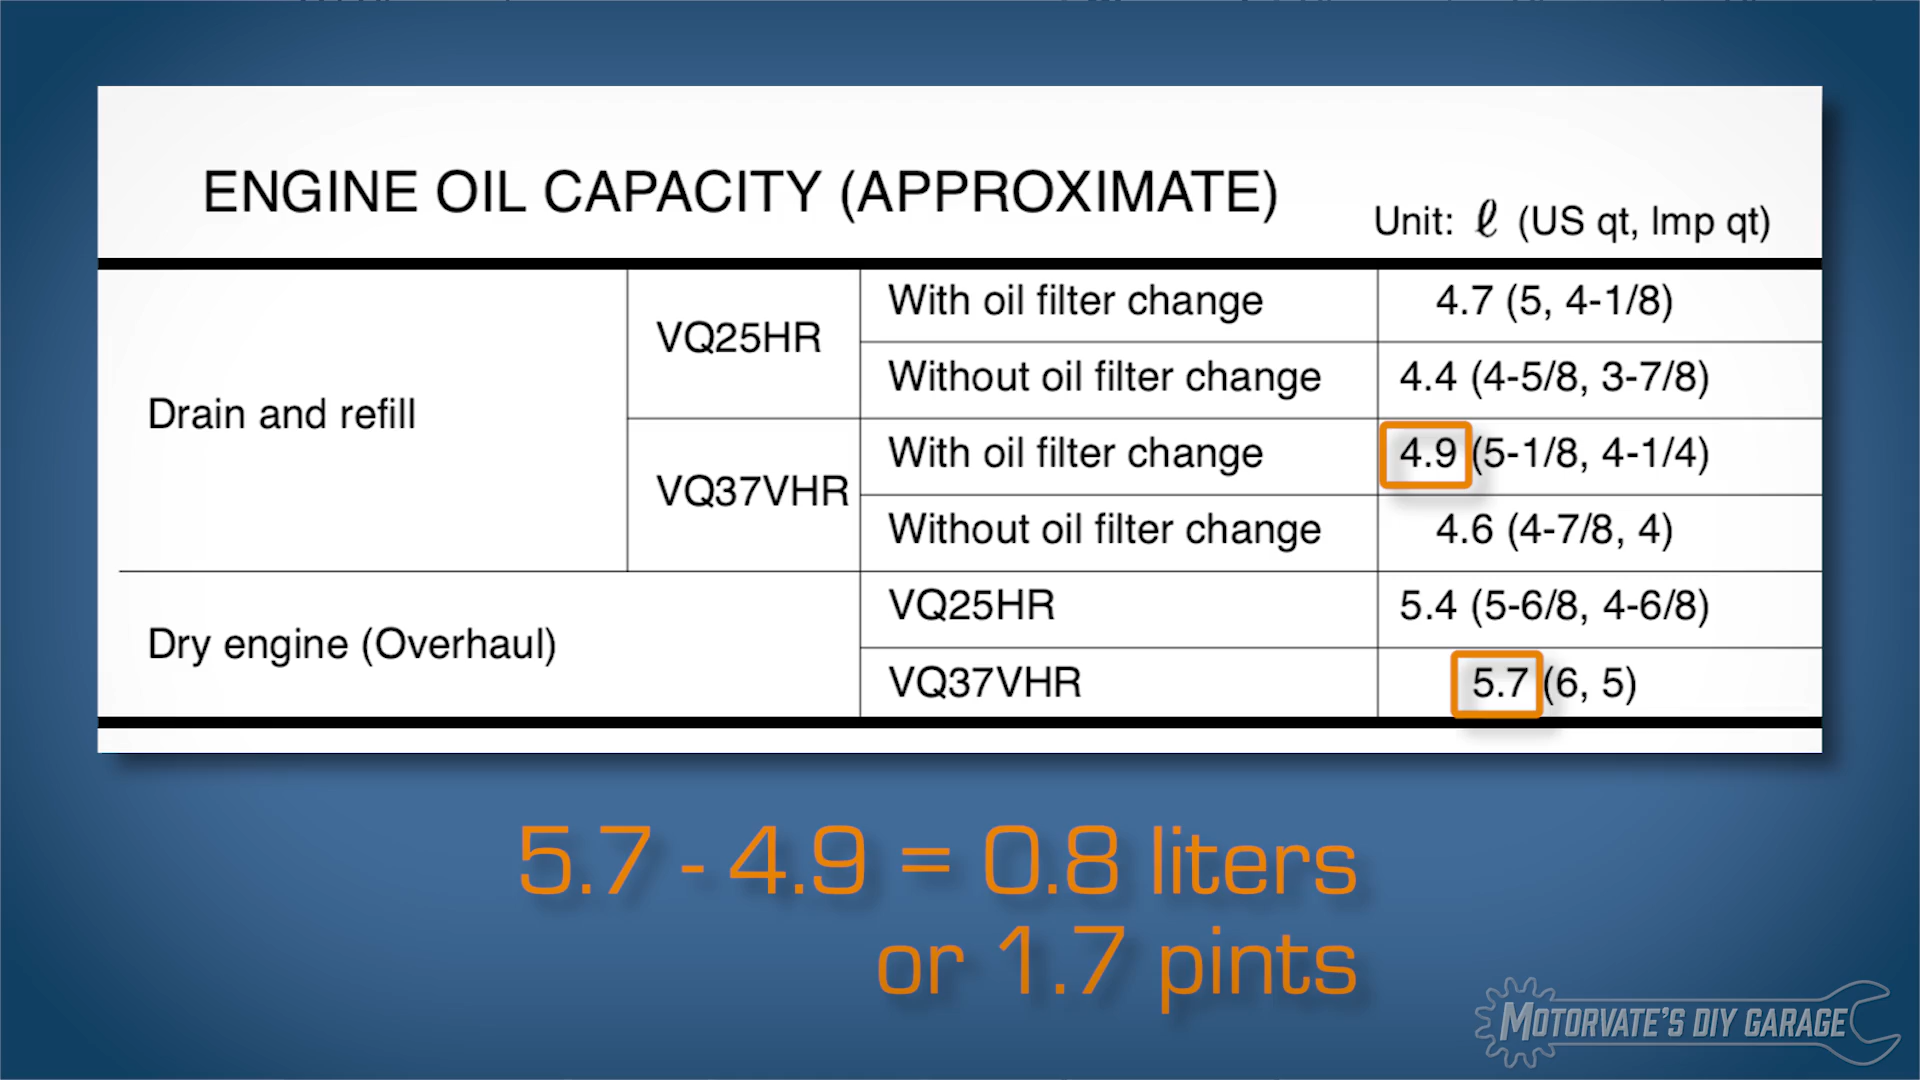 ENGINE OIL CAPACITY (APPROXIMATE)
Unit: ℓ (US qt, Imp qt)
Drain and refill
VQ25HR
With oil filter change
4.7 (5, 4-1/8)
Without oil filter change
4.4 (4-5/8, 3-7/8)
VQ37VHR
With oil filter change
4.9 (5-1/8, 4-1/4)
Without oil filter change
4.6 (4-7/8, 4)
Dry engine (Overhaul)
VQ25HR
5.4 (5-6/8, 4-6/8)
VQ37VHR
5.7 (6, 5)
5.7 - 4.9 = 0.8 liters
or 1.7 pints
MOTORVATE'S DIY GARAGE